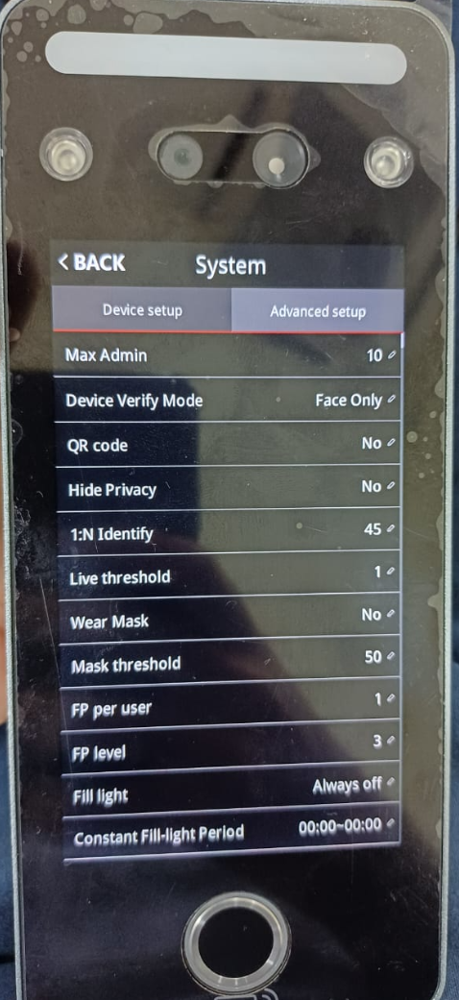 < BACK System
Device setup Advanced setup
Max Admin 10
Device Verify Mode Face Only
QR code No
Hide Privacy No
1:N Identify 45
Live threshold 1
Wear Mask No
Mask threshold 50
FP per user 1
FP level 3
Fill light Always off
Constant Fill-light Period 00:00~00:00